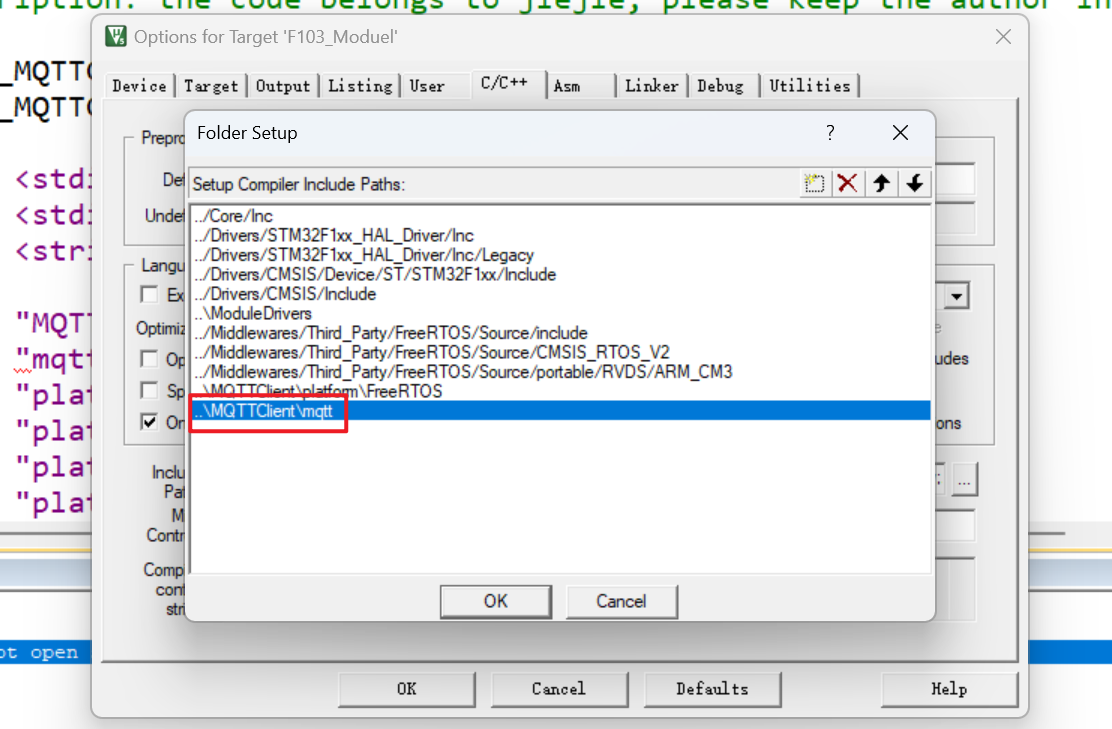 ription: the code belongs to jiejie, please keep the author in
Options for Target 'F103_Moduel'
_MQTTC
_MQTTC
Device Target Output Listing User C/C++ Asm Linker Debug Utilities
Folder Setup
? 
Prepro
Def
Undef
Setup Compiler Include Paths:
<stdi
<stdi
<stri
../Core/Inc
../Drivers/STM32F1xx_HAL_Driver/Inc
../Drivers/STM32F1xx_HAL_Driver/Inc/Legacy
../Drivers/CMSIS/Device/ST/STM32F1xx/Include
../Drivers/CMSIS/Include
..\ModuleDrivers
../Middlewares/Third_Party/FreeRTOS/Source/include
../Middlewares/Third_Party/FreeRTOS/Source/CMSIS_RTOS_V2
../Middlewares/Third_Party/FreeRTOS/Source/portable/RVDS/ARM_CM3
..\MQTTClient\platform\FreeRTOS
..\MQTTClient\mqtt
Langu
Ex
Optimiz
Op
Sp
On
udes
ons
"MQTT
"mqtt
"plat
"plat
"plat
"plat
Inclu
Pat
...
M
Contr
Comp
cont
stri
OK Cancel
ot open
OK Cancel Defaults Help